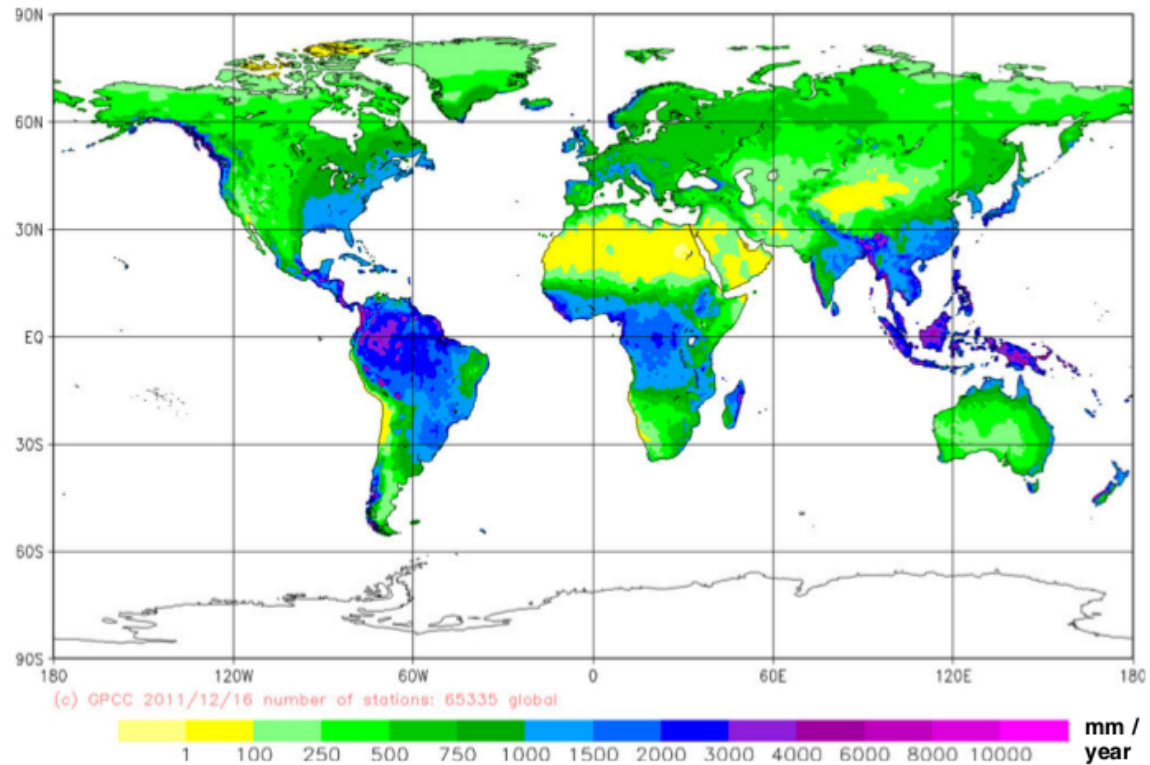 90N
60N
30N
EQ
30S
60S
90S
180 120W 60W 0 60E 120E 180
(c) GPCC 2011/12/16 number of stations: 65335 global
1 100 250 500 750 1000 1500 2000 3000 4000 6000 8000 10000
mm /
year